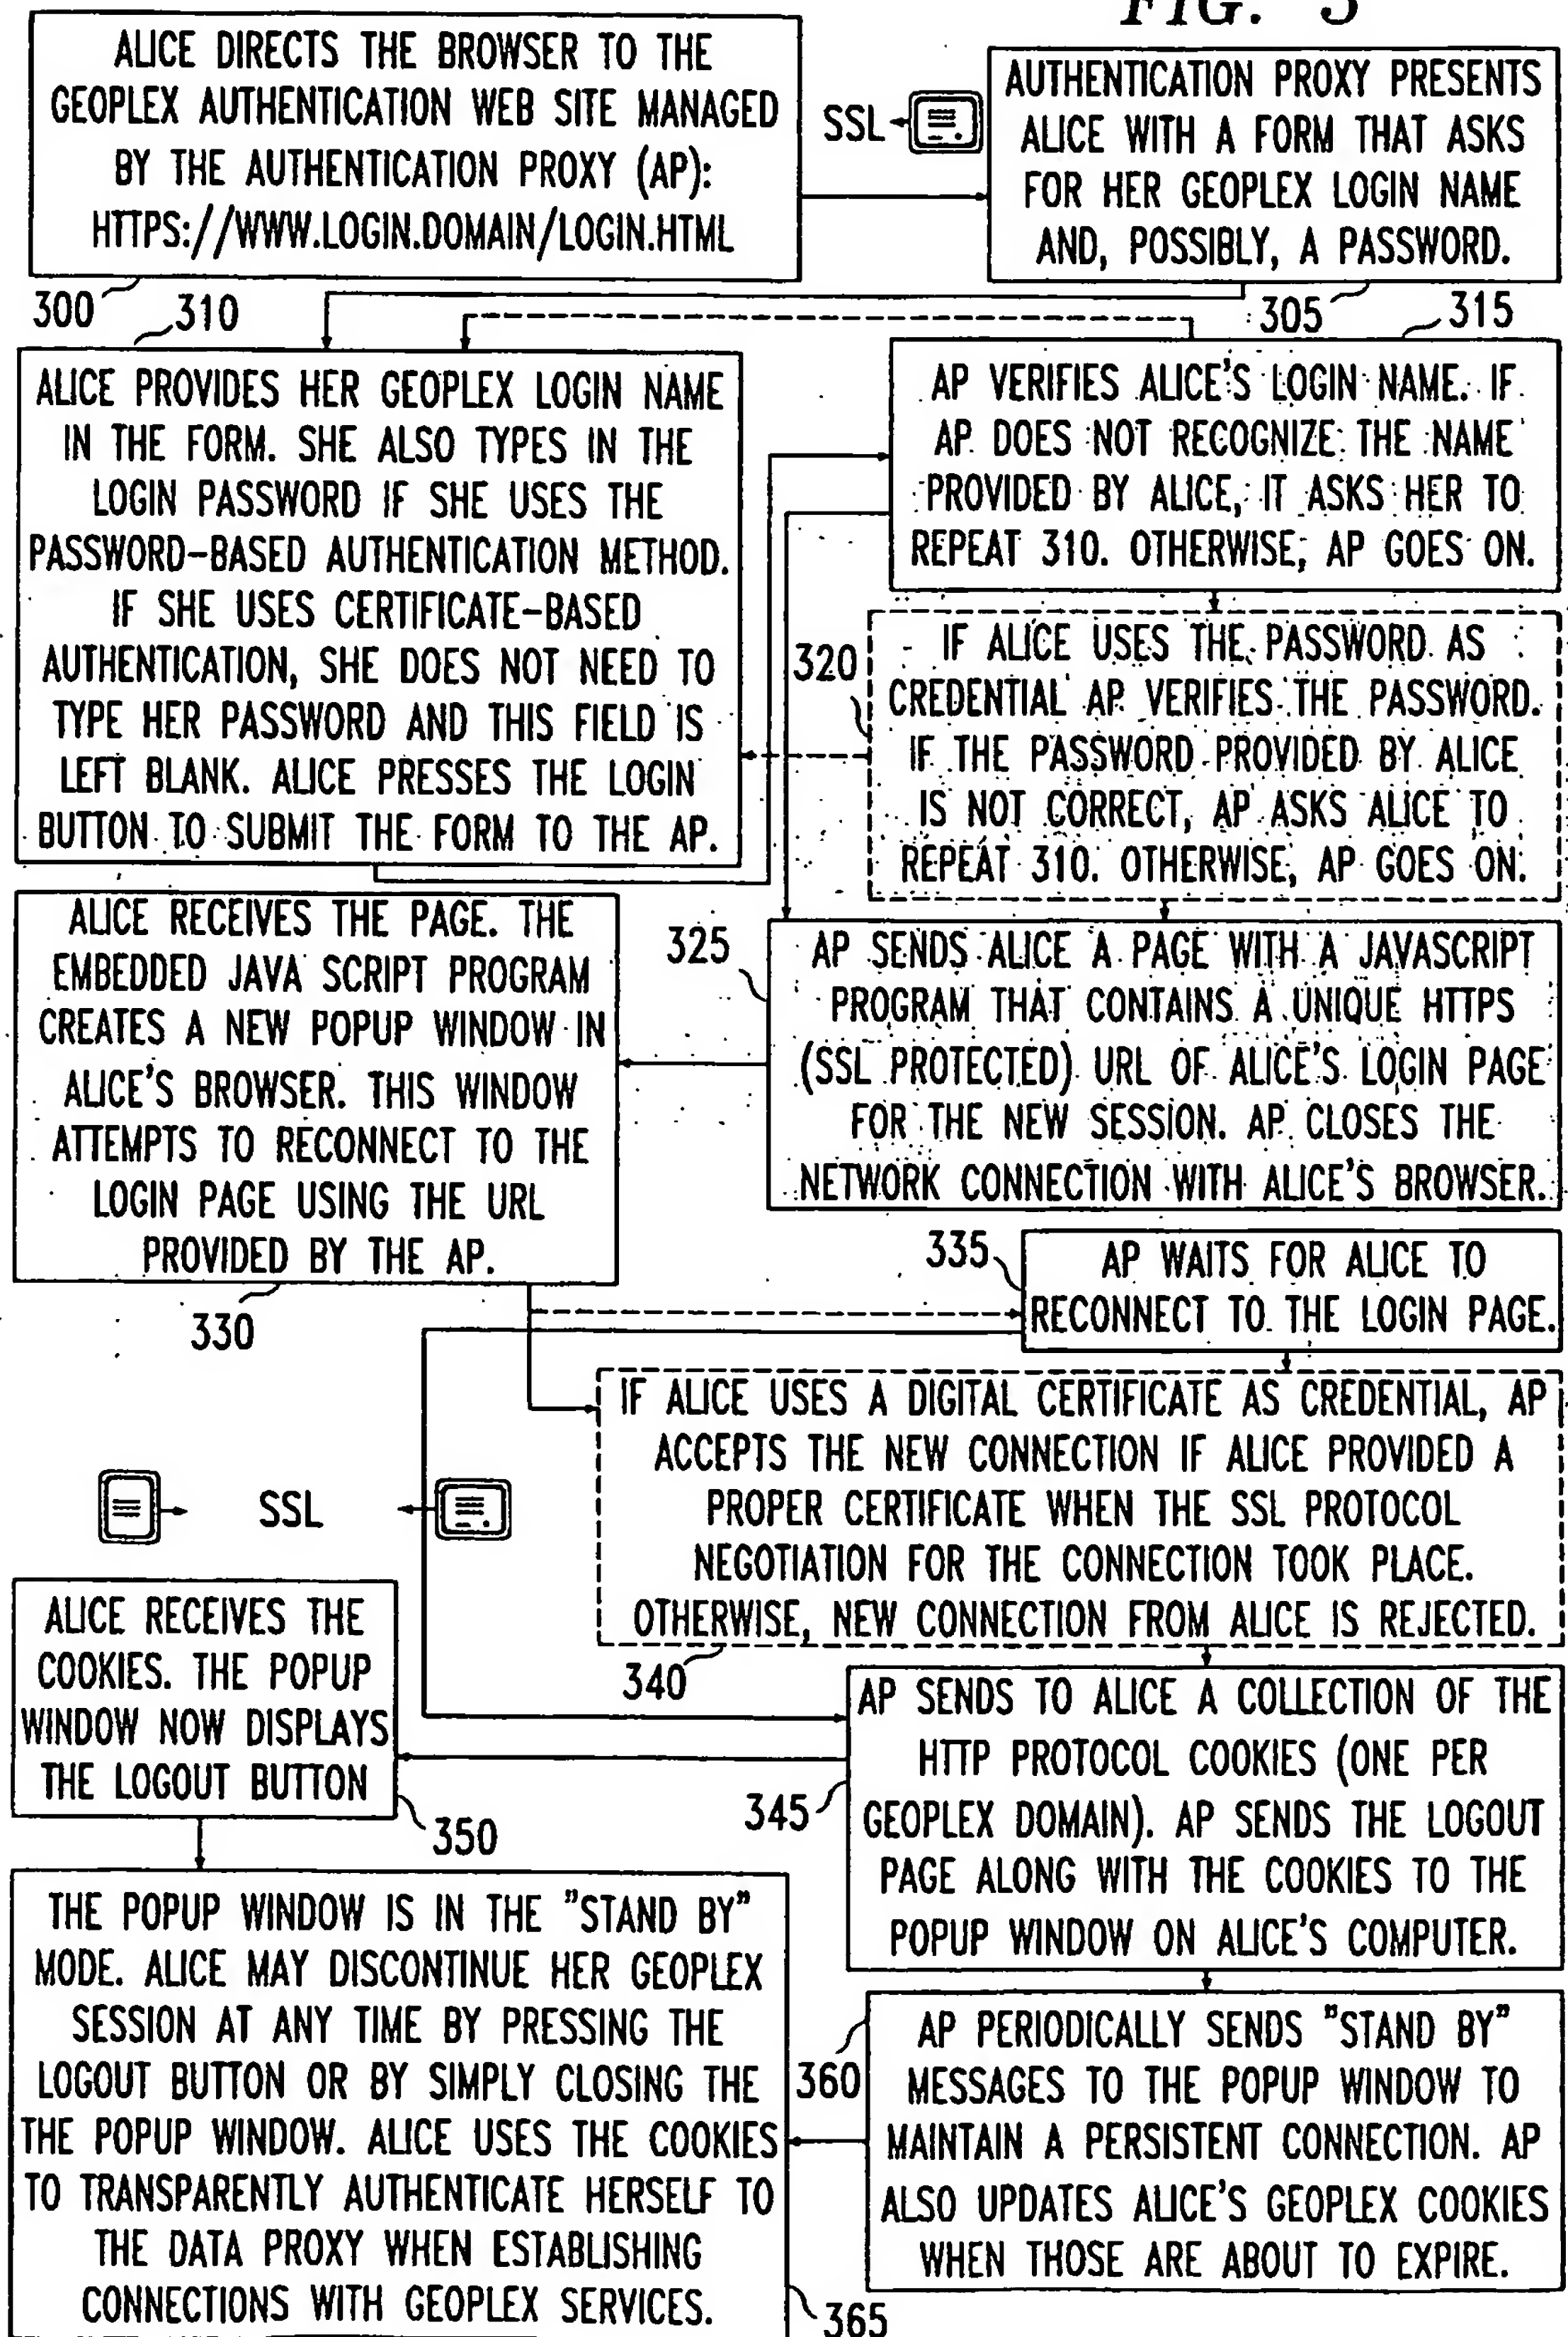 FIG. 3
ALICE DIRECTS THE BROWSER TO THE
GEOPLEX AUTHENTICATION WEB SITE MANAGED
BY THE AUTHENTICATION PROXY (AP):
HTTPS://WWW.LOGIN.DOMAIN/LOGIN.HTML
300
SSL
AUTHENTICATION PROXY PRESENTS
ALICE WITH A FORM THAT ASKS
FOR HER GEOPLEX LOGIN NAME
AND, POSSIBLY, A PASSWORD.
305
310
ALICE PROVIDES HER GEOPLEX LOGIN NAME
IN THE FORM. SHE ALSO TYPES IN THE
LOGIN PASSWORD IF SHE USES THE
PASSWORD-BASED AUTHENTICATION METHOD.
IF SHE USES CERTIFICATE-BASED
AUTHENTICATION, SHE DOES NOT NEED TO
TYPE HER PASSWORD AND THIS FIELD IS
LEFT BLANK. ALICE PRESSES THE LOGIN
BUTTON TO SUBMIT THE FORM TO THE AP.
315
AP VERIFIES ALICE'S LOGIN NAME. IF
AP DOES NOT RECOGNIZE THE NAME
PROVIDED BY ALICE, IT ASKS HER TO
REPEAT 310. OTHERWISE, AP GOES ON.
320
IF ALICE USES THE PASSWORD AS
CREDENTIAL AP VERIFIES THE PASSWORD.
IF THE PASSWORD PROVIDED BY ALICE
IS NOT CORRECT, AP ASKS ALICE TO
REPEAT 310. OTHERWISE, AP GOES ON.
325
AP SENDS ALICE A PAGE WITH A JAVASCRIPT
PROGRAM THAT CONTAINS A UNIQUE HTTPS
(SSL PROTECTED) URL OF ALICE'S LOGIN PAGE
FOR THE NEW SESSION. AP CLOSES THE
NETWORK CONNECTION WITH ALICE'S BROWSER.
ALICE RECEIVES THE PAGE. THE
EMBEDDED JAVA SCRIPT PROGRAM
CREATES A NEW POPUP WINDOW IN
ALICE'S BROWSER. THIS WINDOW
ATTEMPTS TO RECONNECT TO THE
LOGIN PAGE USING THE URL
PROVIDED BY THE AP.
330
335
AP WAITS FOR ALICE TO
RECONNECT TO THE LOGIN PAGE.
IF ALICE USES A DIGITAL CERTIFICATE AS CREDENTIAL, AP
ACCEPTS THE NEW CONNECTION IF ALICE PROVIDED A
PROPER CERTIFICATE WHEN THE SSL PROTOCOL
NEGOTIATION FOR THE CONNECTION TOOK PLACE.
OTHERWISE, NEW CONNECTION FROM ALICE IS REJECTED.
340
SSL
ALICE RECEIVES THE
COOKIES. THE POPUP
WINDOW NOW DISPLAYS
THE LOGOUT BUTTON
350
AP SENDS TO ALICE A COLLECTION OF THE
HTTP PROTOCOL COOKIES (ONE PER
GEOPLEX DOMAIN). AP SENDS THE LOGOUT
PAGE ALONG WITH THE COOKIES TO THE
POPUP WINDOW ON ALICE'S COMPUTER.
345
THE POPUP WINDOW IS IN THE "STAND BY"
MODE. ALICE MAY DISCONTINUE HER GEOPLEX
SESSION AT ANY TIME BY PRESSING THE
LOGOUT BUTTON OR BY SIMPLY CLOSING THE
THE POPUP WINDOW. ALICE USES THE COOKIES
TO TRANSPARENTLY AUTHENTICATE HERSELF TO
THE DATA PROXY WHEN ESTABLISHING
CONNECTIONS WITH GEOPLEX SERVICES.
365
360
AP PERIODICALLY SENDS "STAND BY"
MESSAGES TO THE POPUP WINDOW TO
MAINTAIN A PERSISTENT CONNECTION. AP
ALSO UPDATES ALICE'S GEOPLEX COOKIES
WHEN THOSE ARE ABOUT TO EXPIRE.